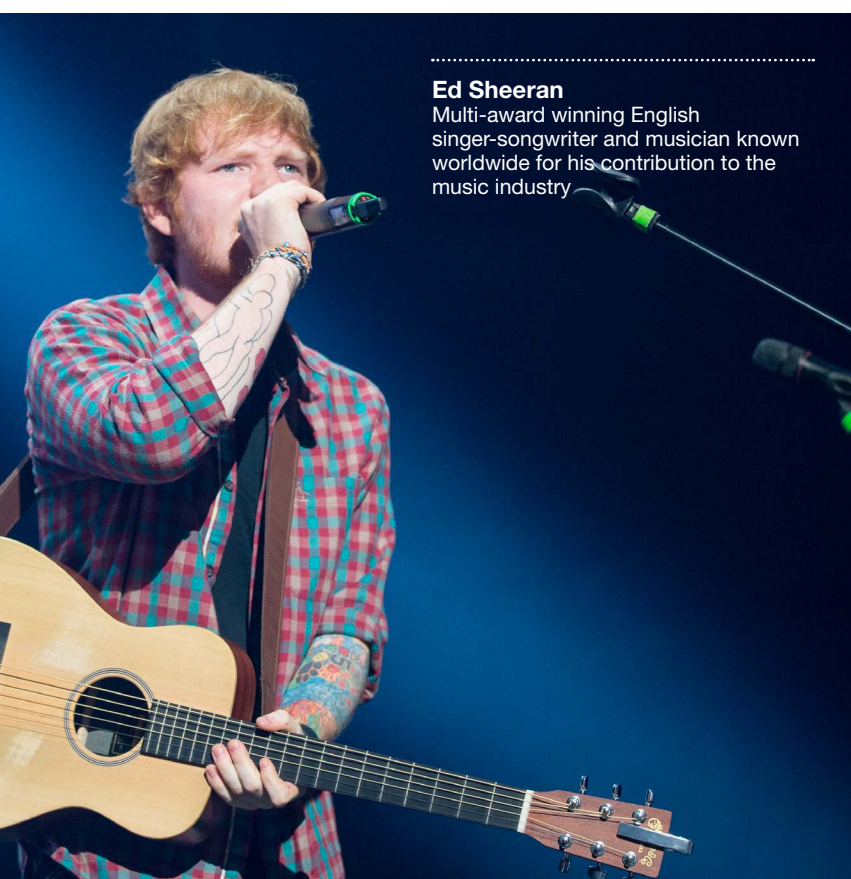 Ed Sheeran
Multi-award winning English
singer-songwriter and musician known
worldwide for his contribution to the
music industry